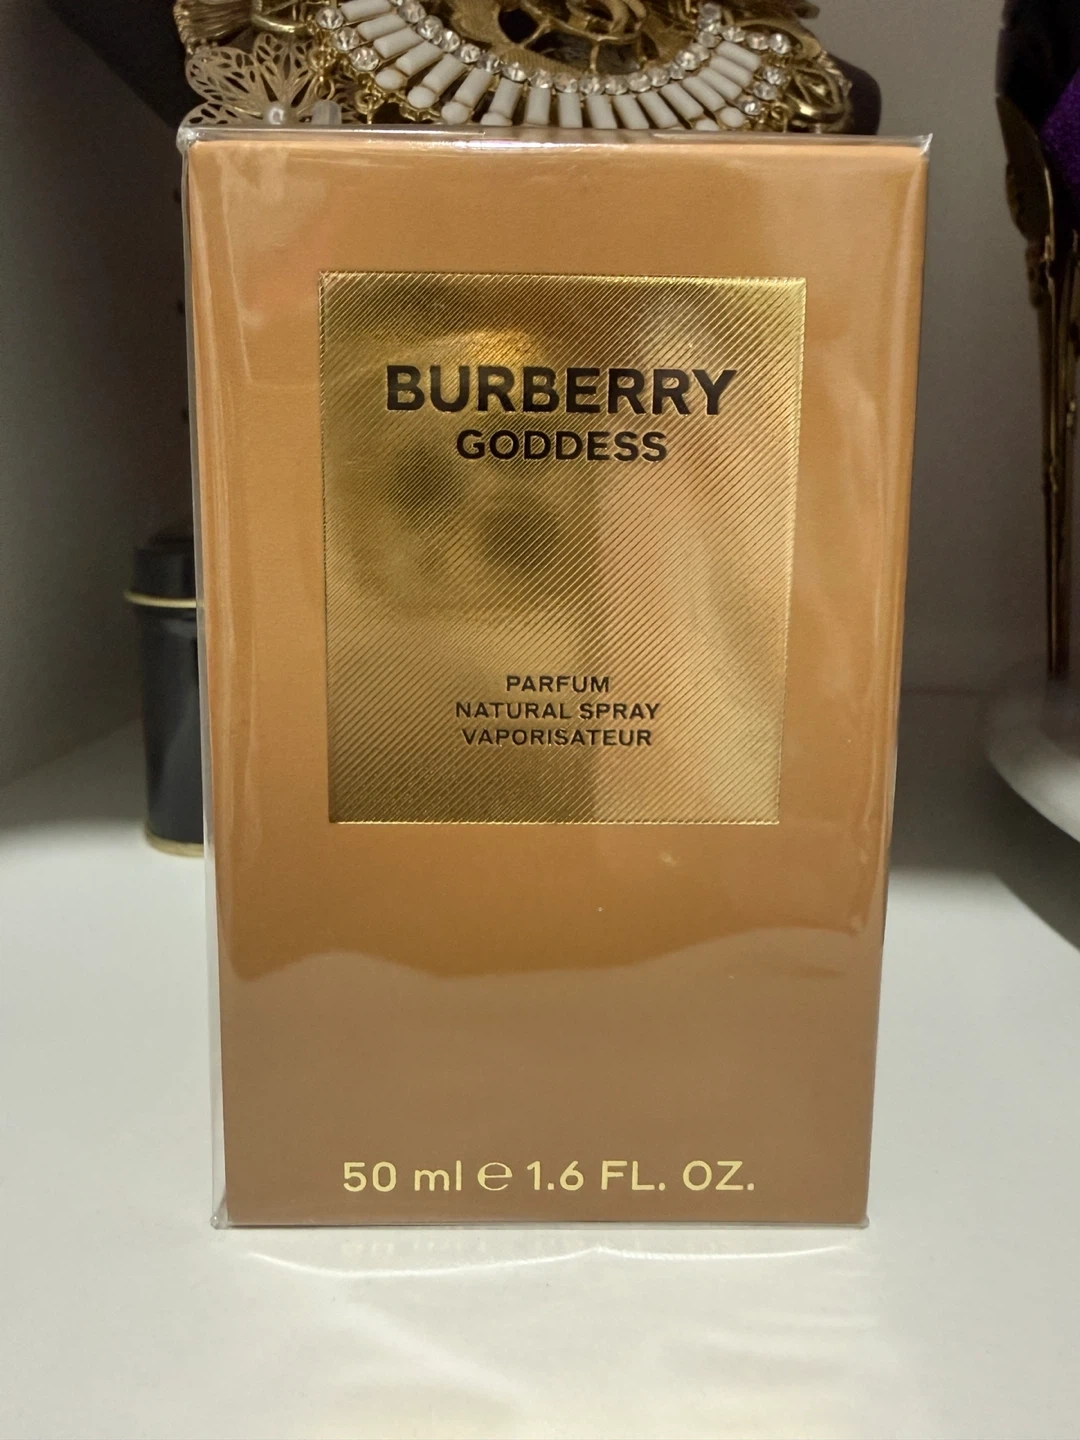 BURBERRY
GODDESS
PARFUM
NATURAL SPRAY
VAPORISATEUR
50 ml ℮ 1.6 FL. OZ.